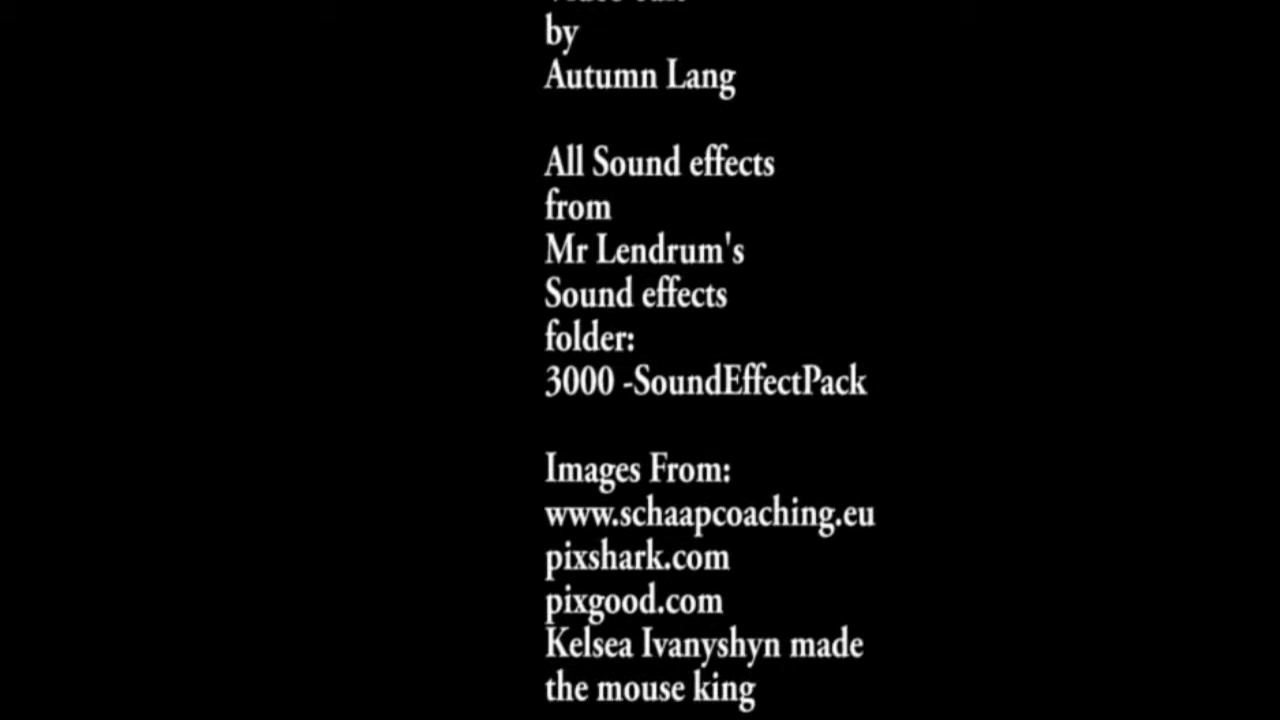 by
Autumn Lang
All Sound effects
from
Mr Lendrum's
Sound effects
folder:
3000 -SoundEffectPack
Images From:
www.schaapcoaching.eu
pixshark.com
pixgood.com
Kelsea Ivanyshyn made
the mouse king